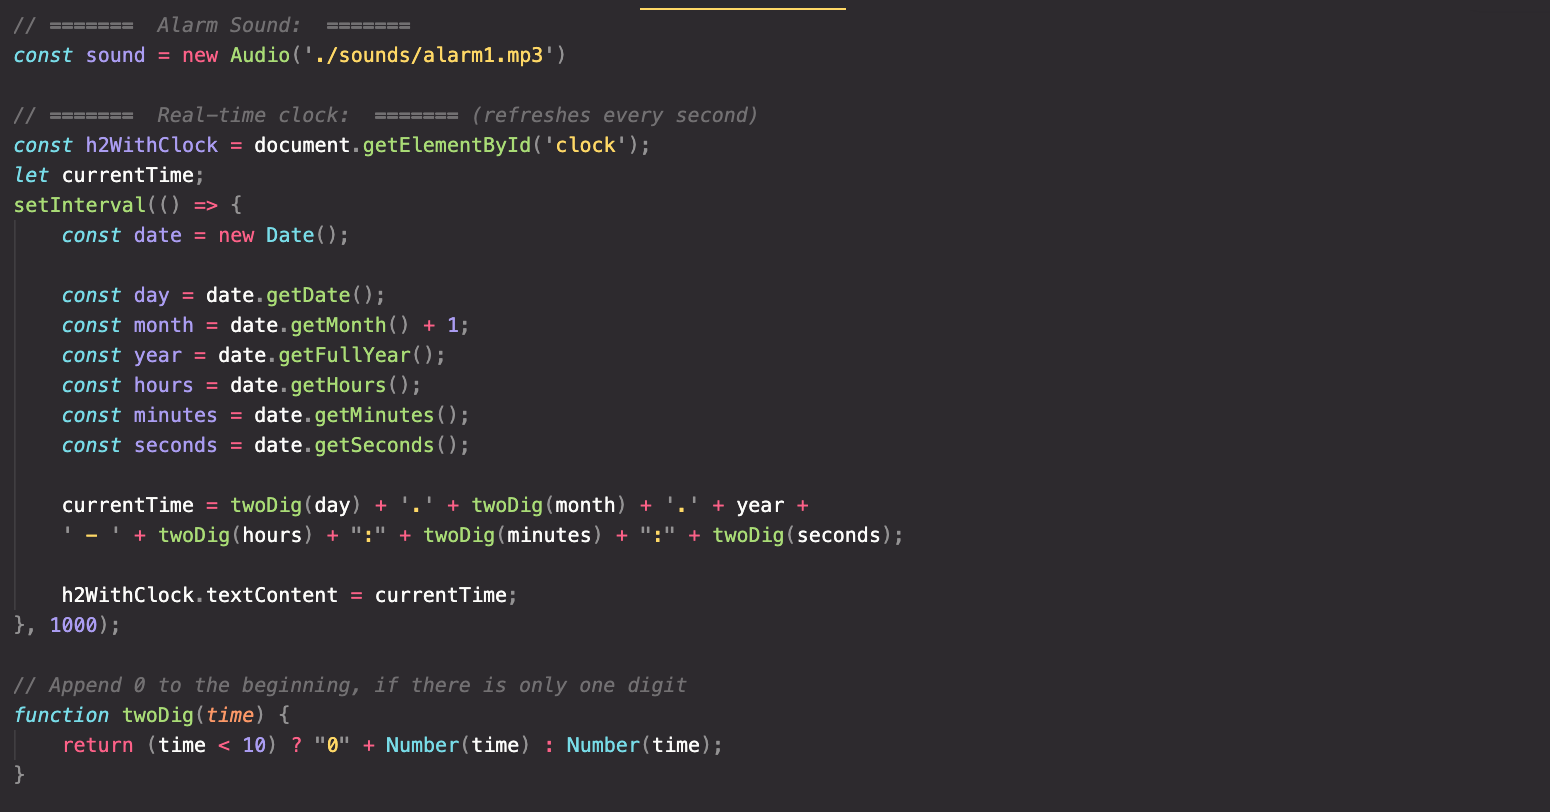 // =======  Alarm Sound:  =======
const sound = new Audio('./sounds/alarm1.mp3')
// =======  Real-time clock:  ======= (refreshes every second)
const h2WithClock = document.getElementById('clock');
let currentTime;
setInterval(() => {
    const date = new Date();
    const day = date.getDate();
    const month = date.getMonth() + 1;
    const year = date.getFullYear();
    const hours = date.getHours();
    const minutes = date.getMinutes();
    const seconds = date.getSeconds();
    currentTime = twoDig(day) + '.' + twoDig(month) + '.' + year +
    ' - ' + twoDig(hours) + ":" + twoDig(minutes) + ":" + twoDig(seconds);
    h2WithClock.textContent = currentTime;
}, 1000);
// Append 0 to the beginning, if there is only one digit
function twoDig(time) {
    return (time < 10) ? "0" + Number(time) : Number(time);
}